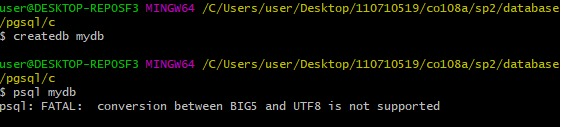 user@DESKTOP-REPOSF3 MINGW64 /C/Users/user/Desktop/110710519/co108a/sp2/database
/pgsql/c
$ createdb mydb
user@DESKTOP-REPOSF3 MINGW64 /C/Users/user/Desktop/110710519/co108a/sp2/database
/pgsql/c
$ psql mydb
psql: FATAL:  conversion between BIG5 and UTF8 is not supported